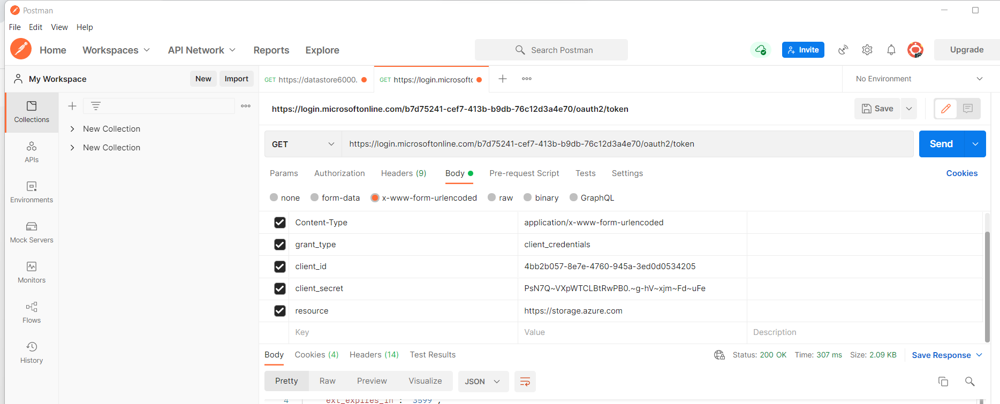 Postman
File Edit View Help
Home Workspaces API Network Reports Explore Search Postman Invite Upgrade
My Workspace New Import GET https://datastore6000. GET https://login.microsoft No Environment
Collections
https://login.microsoftonline.com/b7d75241-cef7-413b-b9db-76c12d3a4e70/oauth2/token Save
New Collection
New Collection
GET https://login.microsoftonline.com/b7d75241-cef7-413b-b9db-76c12d3a4e70/oauth2/token Send
APIs
Params Authorization Headers (9) Body Pre-request Script Tests Settings Cookies
Environments
none form-data x-www-form-urlencoded raw binary GraphQL
Content-Type application/x-www-form-urlencoded
Mock Servers
grant_type client_credentials
client_id 4bb2b057-8e7e-4760-945a-3ed0d0534205
Monitors
client_secret PsN7Q~VXpWTCLBtRwPB0.~g-hV~xjm~Fd~uFe
resource https://storage.azure.com
Flows
Key Value Description
History
Body Cookies (4) Headers (14) Test Results Status: 200 OK Time: 307 ms Size: 2.09 KB Save Response
Pretty Raw Preview Visualize JSON
4 "ext_expires_in": "3599",